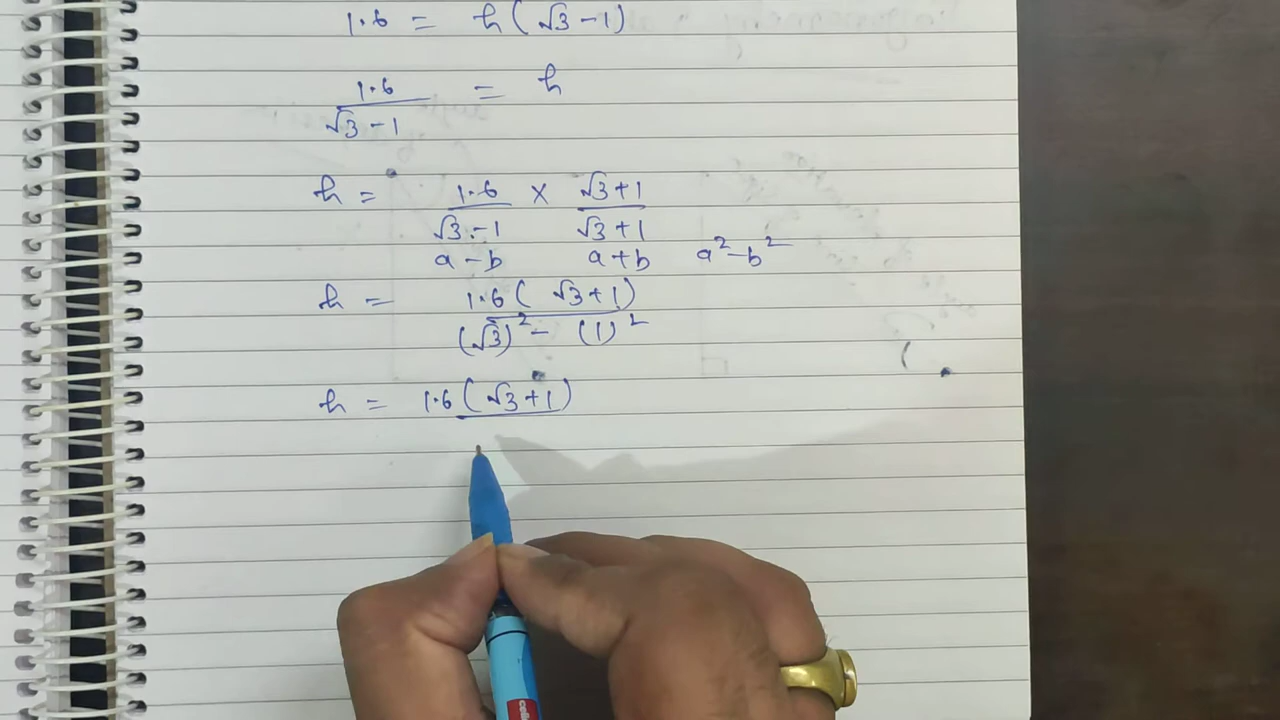 1.6 = h(√3-1)
1.6 / √3-1 = h
h = 1.6 / √3-1 × √3+1 / √3+1
a-b a+b a²-b²
h = 1.6(√3+1) / (√3)² - (1)²
h = 1.6(√3+1)
cello